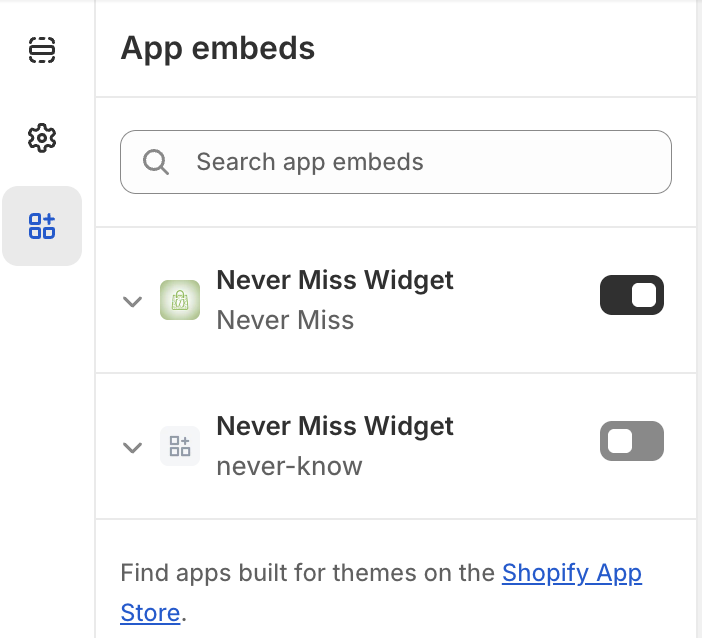 App embeds
Search app embeds
Never Miss Widget
Never Miss
Never Miss Widget
never-know
Find apps built for themes on the Shopify App
Store.